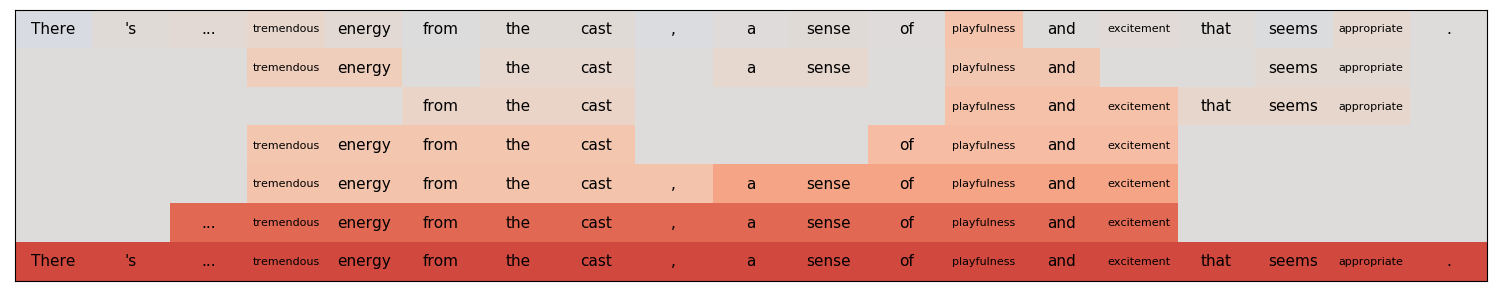 There 's ... tremendous energy from the cast , a sense of playfulness and excitement that seems appropriate .
tremendous energy the cast a sense playfulness and seems appropriate
from the cast playfulness and excitement that seems appropriate
tremendous energy from the cast of playfulness and excitement
tremendous energy from the cast , a sense of playfulness and excitement
... tremendous energy from the cast , a sense of playfulness and excitement
There 's ... tremendous energy from the cast , a sense of playfulness and excitement that seems appropriate .